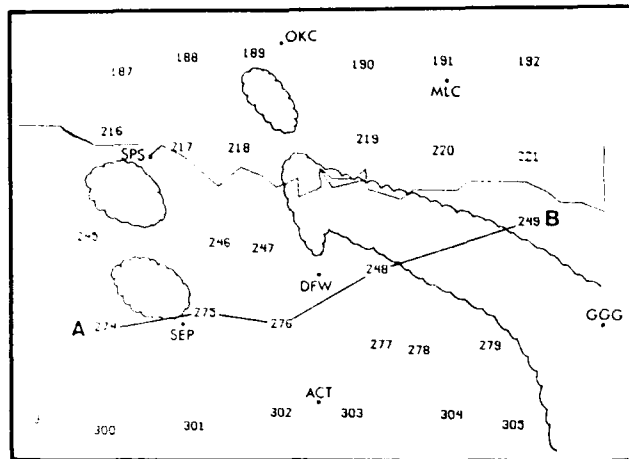 OKC
187 188 189 190 191 192
MLC
216 217 218 219 220 221
SPS
245 246 247 248 249 B
DFW
A 274 275 276
SEP
GGG
277 278 279
ACT
300 301 302 303 304 305